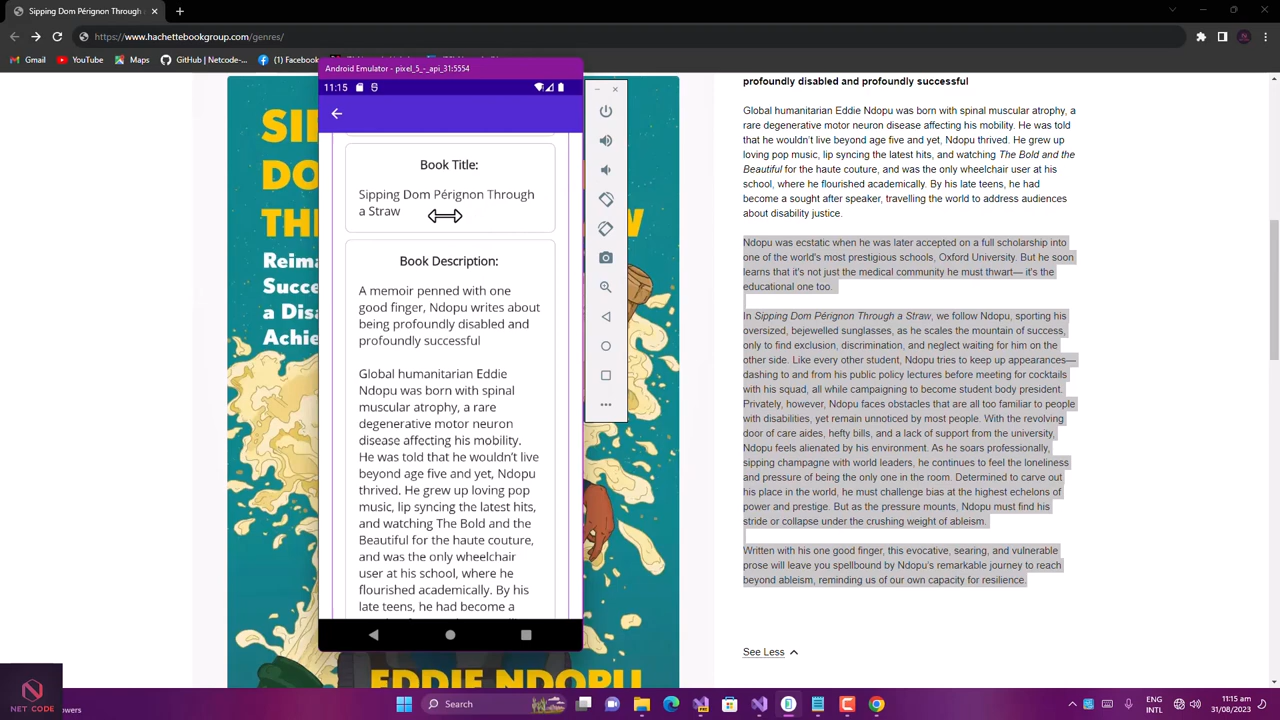 Sipping Dom Pérignon Through
https://www.hachettebookgroup.com/genres/
Gmail
YouTube
Maps
GitHub | Netcode-...
(1) Facebook
Android Emulator - pixel_5_-_api_31:5554
11:15
Book Title:
Sipping Dom Pérignon Through
a Straw
Book Description:
A memoir penned with one
good finger, Ndopu writes about
being profoundly disabled and
profoundly successful
Global humanitarian Eddie
Ndopu was born with spinal
muscular atrophy, a rare
degenerative motor neuron
disease affecting his mobility.
He was told that he wouldn't live
beyond age five and yet, Ndopu
thrived. He grew up loving pop
music, lip syncing the latest hits,
and watching The Bold and the
Beautiful for the haute couture,
and was the only wheelchair
user at his school, where he
flourished academically. By his
late teens, he had become a
SIP
DO
TH
W
Reima
Succe
a Disa
Achie
EDDIE NDOPU
profoundly disabled and profoundly successful
Global humanitarian Eddie Ndopu was born with spinal muscular atrophy, a
rare degenerative motor neuron disease affecting his mobility. He was told
that he wouldn't live beyond age five and yet, Ndopu thrived. He grew up
loving pop music, lip syncing the latest hits, and watching The Bold and the
Beautiful for the haute couture, and was the only wheelchair user at his
school, where he flourished academically. By his late teens, he had
become a sought after speaker, travelling the world to address audiences
about disability justice.
Ndopu was ecstatic when he was later accepted on a full scholarship into
one of the world's most prestigious schools, Oxford University. But he soon
learns that it's not just the medical community he must thwart— it's the
educational one too.
In Sipping Dom Pérignon Through a Straw, we follow Ndopu, sporting his
oversized, bejewelled sunglasses, as he scales the mountain of success,
only to find exclusion, discrimination, and neglect waiting for him on the
other side. Like every other student, Ndopu tries to keep up appearances—
dashing to and from his public policy lectures before meeting for cocktails
with his squad, all while campaigning to become student body president.
Privately, however, Ndopu faces obstacles that are all too familiar to people
with disabilities, yet remain unnoticed by most people. With the revolving
door of care aides, hefty bills, and a lack of support from the university,
Ndopu feels alienated by his environment. As he soars professionally,
sipping champagne with world leaders, he continues to feel the loneliness
and pressure of being the only one in the room. Determined to carve out
his place in the world, he must challenge bias at the highest echelons of
power and prestige. But as the pressure mounts, Ndopu must find his
stride or collapse under the crushing weight of ableism.
Written with his one good finger, this evocative, searing, and vulnerable
prose will leave you spellbound by Ndopu's remarkable journey to reach
beyond ableism, reminding us of our own capacity for resilience.
See Less
NET CODE
owers
Search
ENG
INTL
11:15 am
31/08/2023